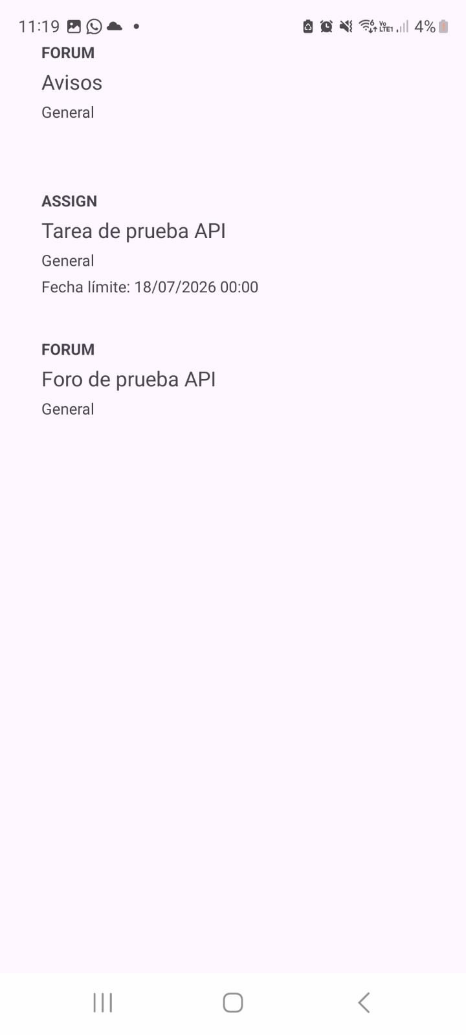 11:19
4%
FORUM
Avisos
General
ASSIGN
Tarea de prueba API
General
Fecha límite: 18/07/2026 00:00
FORUM
Foro de prueba API
General